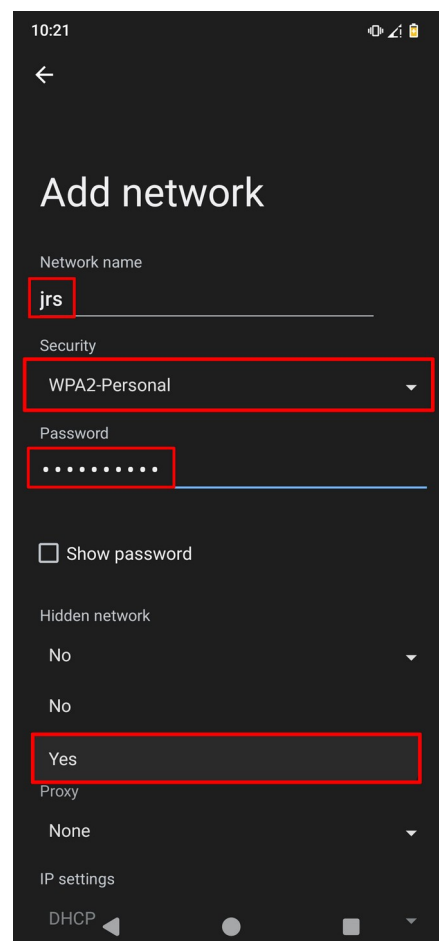 10:21
Add network
Network name
jrs
Security
WPA2-Personal
Password
••••••••••
Show password
Hidden network
No
No
Yes
Proxy
None
IP settings
DHCP